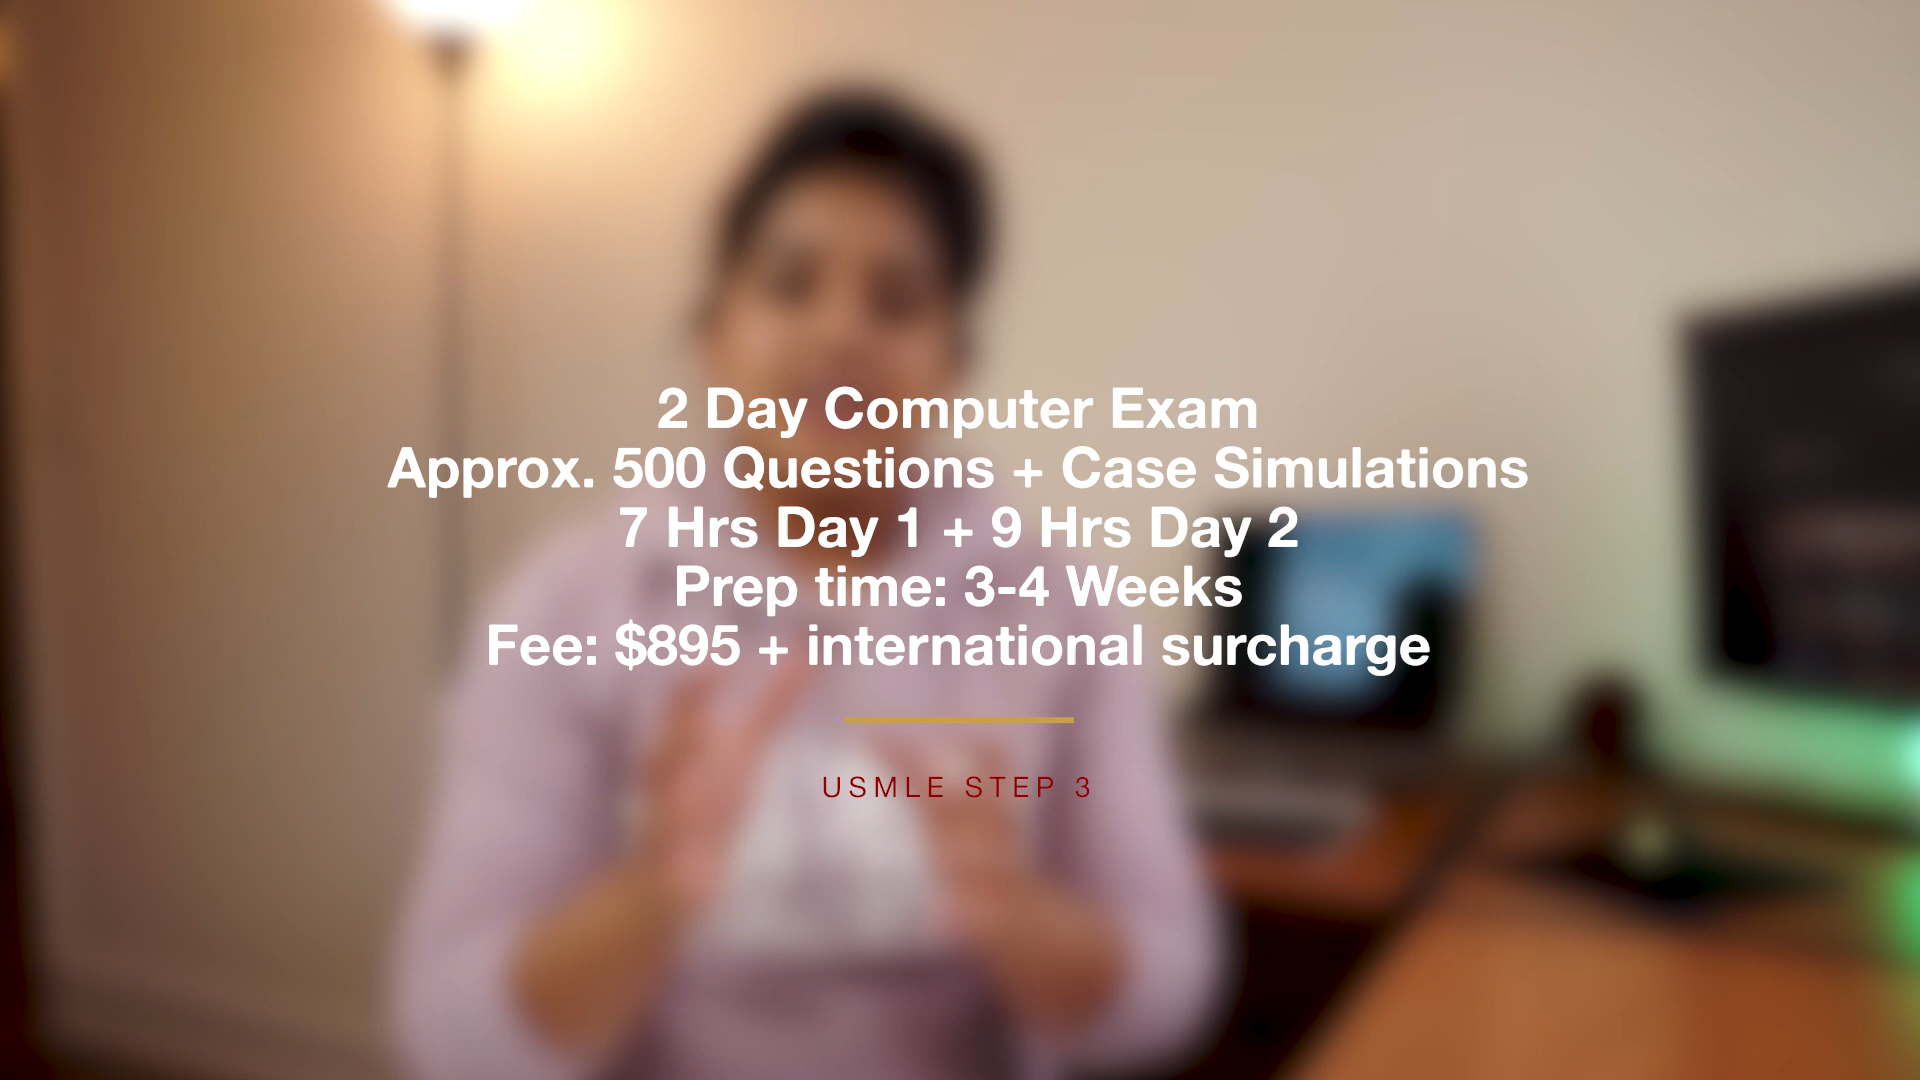 2 Day Computer Exam
Approx. 500 Questions + Case Simulations
7 Hrs Day 1 + 9 Hrs Day 2
Prep time: 3-4 Weeks
Fee: $895 + international surcharge
USMLE STEP 3